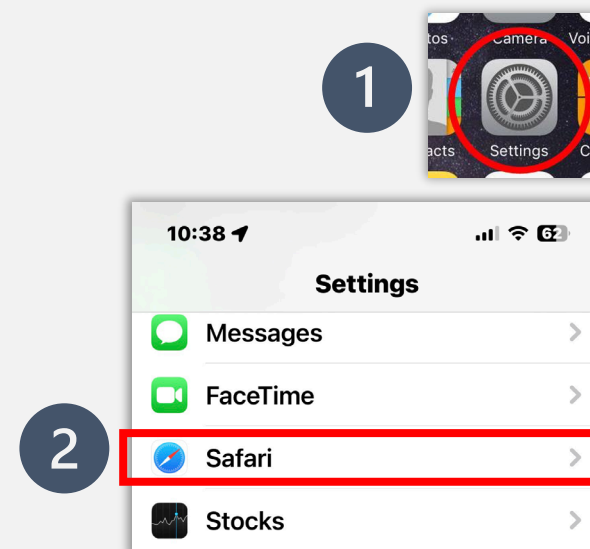 tos Camera Voi
1
acts Settings C
10:38 62
Settings
Messages
FaceTime
2
Safari
Stocks